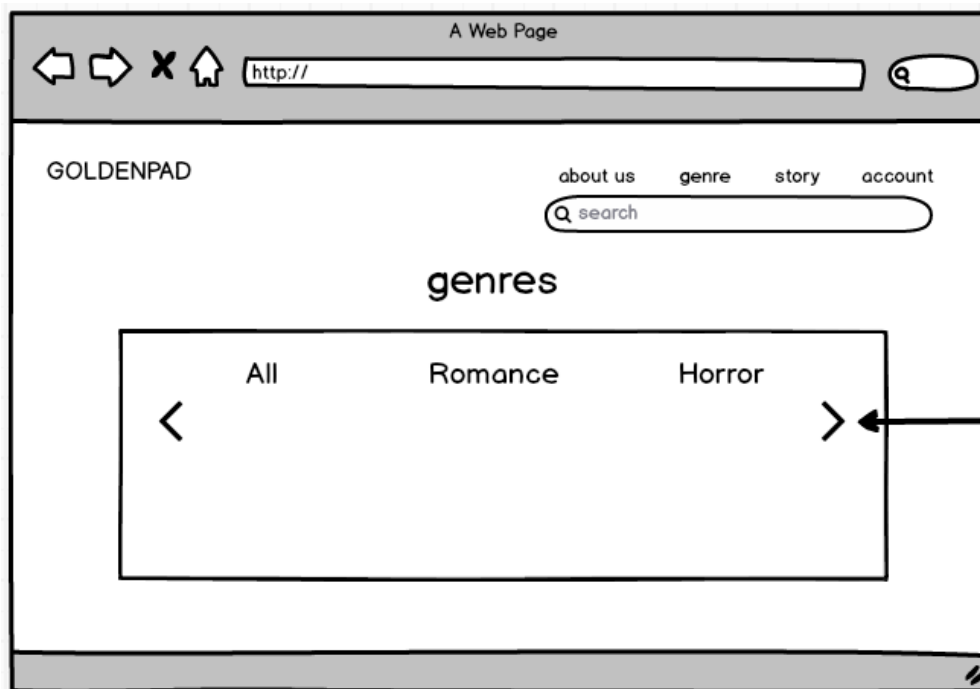 A Web Page
http://
GOLDENPAD
about us genre story account
search
genres
All Romance Horror